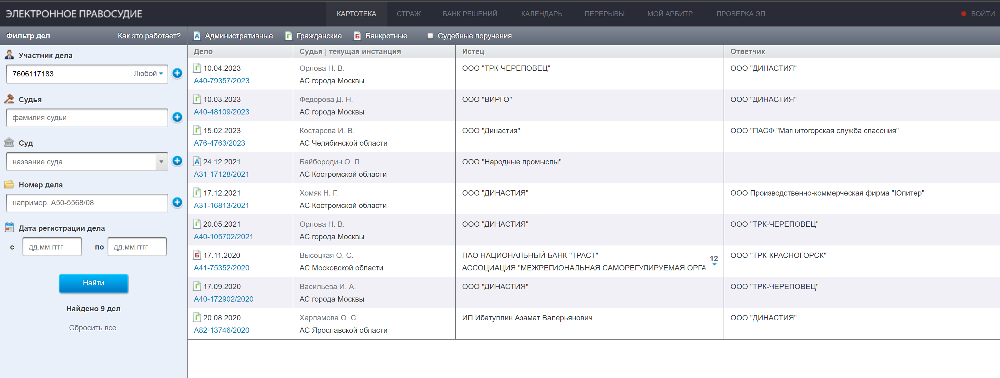 ЭЛЕКТРОННОЕ ПРАВОСУДИЕ
КАРТОТЕКА
СТРАЖ
БАНК РЕШЕНИЙ
КАЛЕНДАРЬ
ПЕРЕРЫВЫ
МОЙ АРБИТР
ПРОВЕРКА ЭП
ВОЙТИ
Фильтр дел
Как это работает?
А Административные
Г Гражданские
Б Банкротные
Судебные поручения
Участник дела
7606117183 Любой
Судья
фамилия судьи
Суд
название суда
Номер дела
например, А50-5568/08
Дата регистрации дела
с дд.мм.гггг по дд.мм.гггг
Найти
Найдено 9 дел
Сбросить все
Дело Судья | текущая инстанция Истец Ответчик
Г 10.04.2023 Орлова Н. В. ООО "ТРК-ЧЕРЕПОВЕЦ" ООО "ДИНАСТИЯ"
А40-79357/2023 АС города Москвы
Г 10.03.2023 Федорова Д. Н. ООО "ВИРГО" ООО "ДИНАСТИЯ"
А40-48109/2023 АС города Москвы
Г 15.02.2023 Костарева И. В. ООО "Династия" ООО "ПАСФ "Магнитогорская служба спасения"
А76-4763/2023 АС Челябинской области
А 24.12.2021 Байбородин О. Л. ООО "Народные промыслы"
А31-17128/2021 АС Костромской области
Г 17.12.2021 Хомяк Н. Г. ООО "ДИНАСТИЯ" ООО Производственно-коммерческая фирма "Юпитер"
А31-16813/2021 АС Костромской области
Г 20.05.2021 Орлова Н. В. ООО "ДИНАСТИЯ" ООО "ТРК-ЧЕРЕПОВЕЦ"
А40-105702/2021 АС города Москвы
Б 17.11.2020 Высоцкая О. С. ПАО НАЦИОНАЛЬНЫЙ БАНК "ТРАСТ" 12 ООО "ТРК-КРАСНОГОРСК"
А41-75352/2020 АС Московской области АССОЦИАЦИЯ "МЕЖРЕГИОНАЛЬНАЯ САМОРЕГУЛИРУЕМАЯ ОРГА
Г 17.09.2020 Васильева И. А. ООО "ДИНАСТИЯ" ООО "ТРК-ЧЕРЕПОВЕЦ"
А40-172902/2020 АС города Москвы
Г 20.08.2020 Харламова О. С. ИП Ибатуллин Азамат Валерьянович ООО "ДИНАСТИЯ"
А82-13746/2020 АС Ярославской области